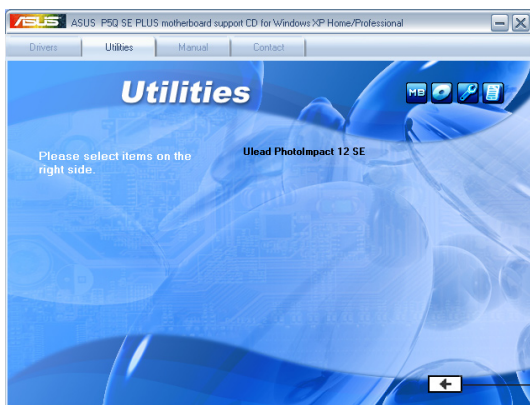 ASUS ASUS P5Q SE PLUS motherboard support CD for Windows XP Home/Professional
Drivers Utilities Manual Contact
Utilities
MB
Please select items on the
right side.
Ulead PhotoImpact 12 SE